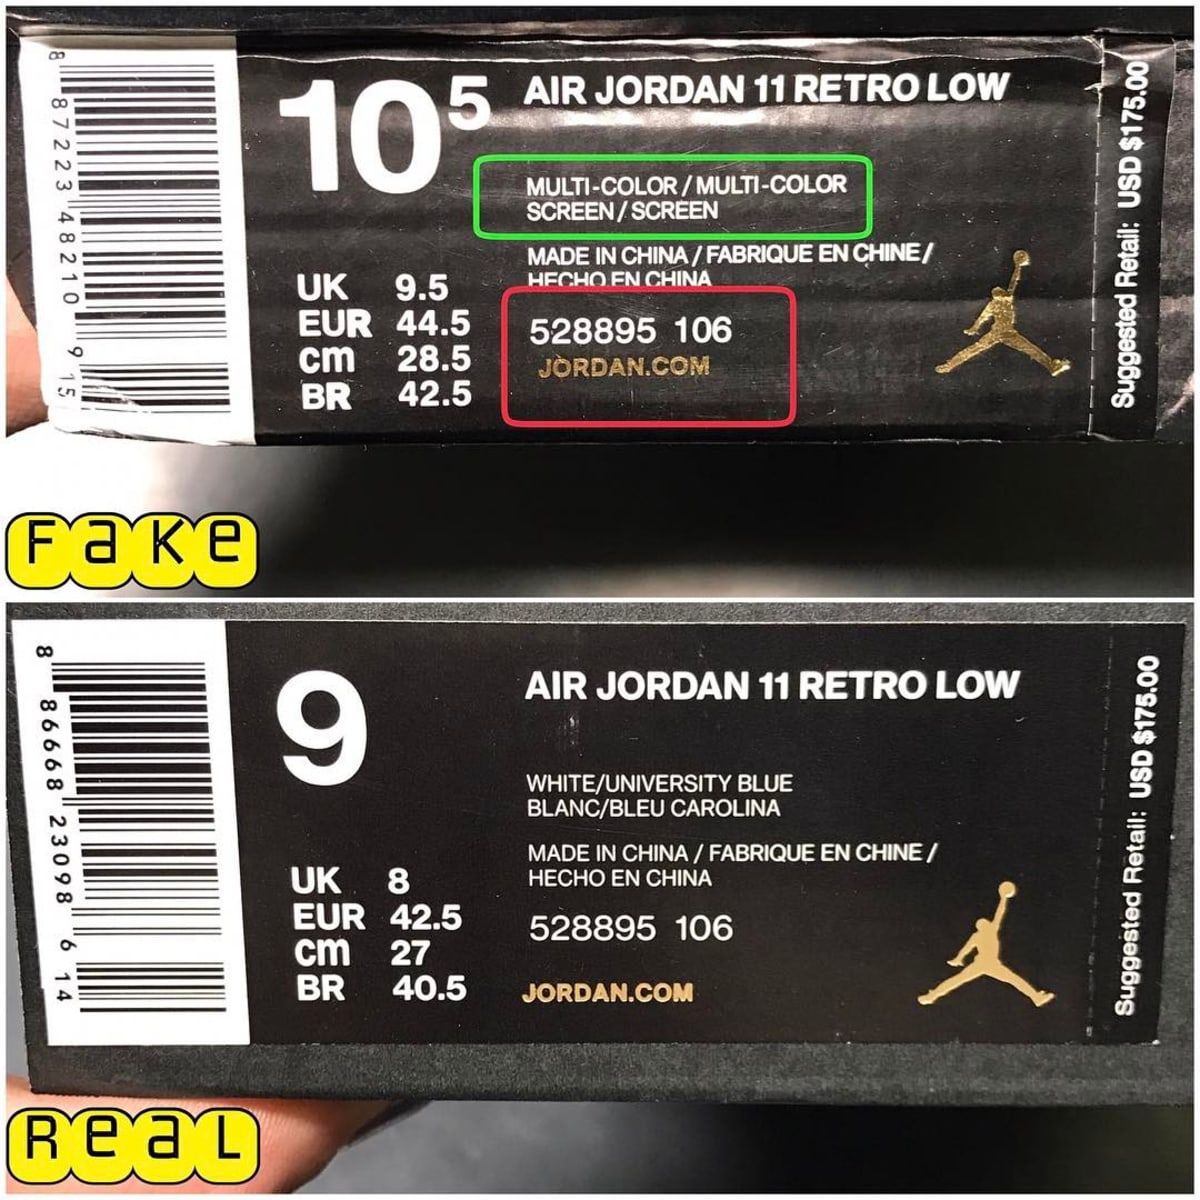 8 87223 48210 9 15
10 5
AIR JORDAN 11 RETRO LOW
MULTI-COLOR / MULTI-COLOR
SCREEN / SCREEN
MADE IN CHINA / FABRIQUE EN CHINE /
HECHO EN CHINA
UK 9.5
EUR 44.5
cm 28.5
BR 42.5
528895 106
JORDAN.COM
Suggested Retail: USD $175.00
Fake
8 86668 23098 6 14
9
AIR JORDAN 11 RETRO LOW
WHITE/UNIVERSITY BLUE
BLANC/BLEU CAROLINA
MADE IN CHINA / FABRIQUE EN CHINE /
HECHO EN CHINA
UK 8
EUR 42.5
cm 27
BR 40.5
528895 106
JORDAN.COM
Suggested Retail: USD $175.00
Real